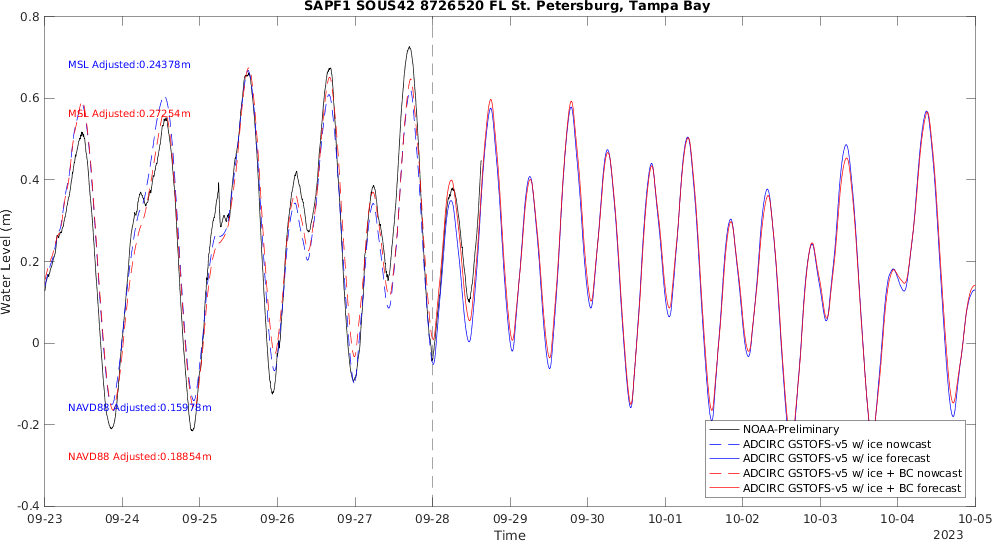 SAPF1 SOUS42 8726520 FL St. Petersburg, Tampa Bay
Water Level (m)
0.8
0.6
0.4
0.2
0
-0.2
-0.4
MSL Adjusted:0.24378m
MSL Adjusted:0.27254m
NAVD88 Adjusted:0.15978m
NAVD88 Adjusted:0.18854m
NOAA-Preliminary
ADCIRC GSTOFS-v5 w/ ice nowcast
ADCIRC GSTOFS-v5 w/ ice forecast
ADCIRC GSTOFS-v5 w/ ice + BC nowcast
ADCIRC GSTOFS-v5 w/ ice + BC forecast
09-23 09-24 09-25 09-26 09-27 09-28 09-29 09-30 10-01 10-02 10-03 10-04 10-05
Time
2023